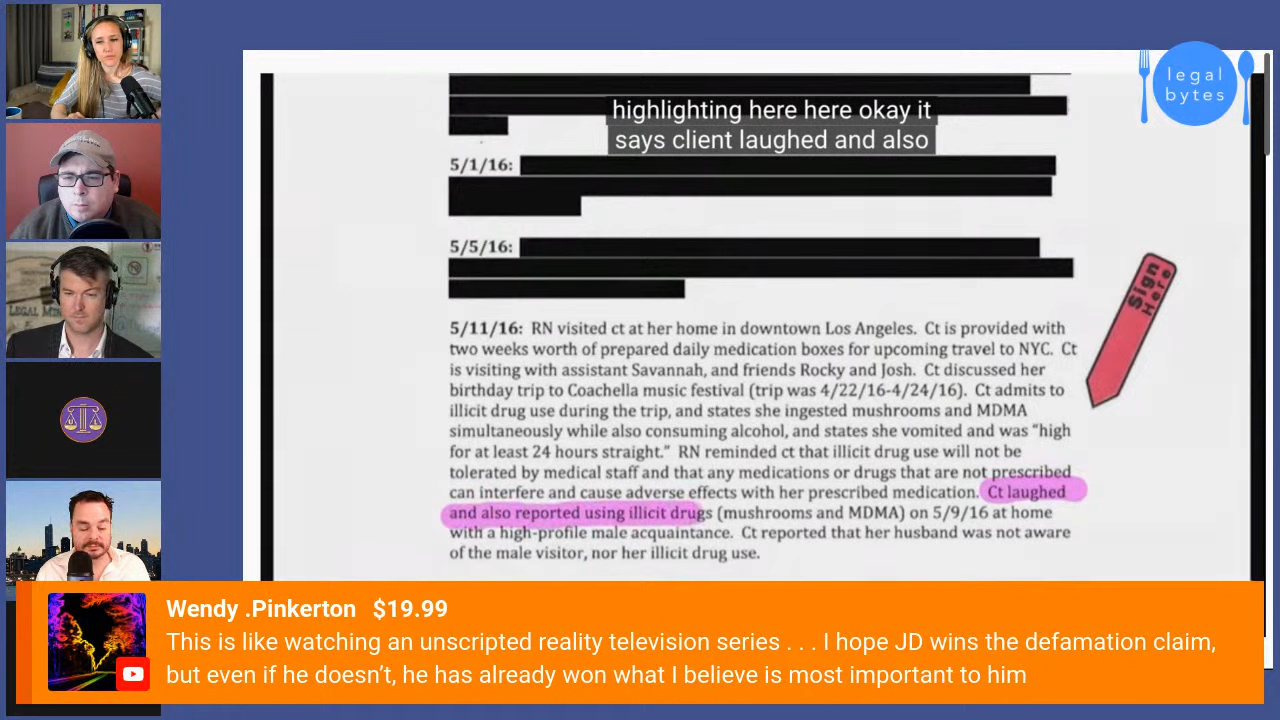 legal
bytes
highlighting here here okay it
says client laughed and also
5/1/16:
5/5/16:
Sign
Here
5/11/16: RN visited ct at her home in downtown Los Angeles. Ct is provided with
two weeks worth of prepared daily medication boxes for upcoming travel to NYC. Ct
is visiting with assistant Savannah, and friends Rocky and Josh. Ct discussed her
birthday trip to Coachella music festival (trip was 4/22/16-4/24/16). Ct admits to
illicit drug use during the trip, and states she ingested mushrooms and MDMA
simultaneously while also consuming alcohol, and states she vomited and was “high
for at least 24 hours straight.” RN reminded ct that illicit drug use will not be
tolerated by medical staff and that any medications or drugs that are not prescribed
can interfere and cause adverse effects with her prescribed medication. Ct laughed
and also reported using illicit drugs (mushrooms and MDMA) on 5/9/16 at home
with a high-profile male acquaintance. Ct reported that her husband was not aware
of the male visitor, nor her illicit drug use.
LEGAL
Wendy .Pinkerton $19.99
This is like watching an unscripted reality television series . . . I hope JD wins the defamation claim,
but even if he doesn’t, he has already won what I believe is most important to him